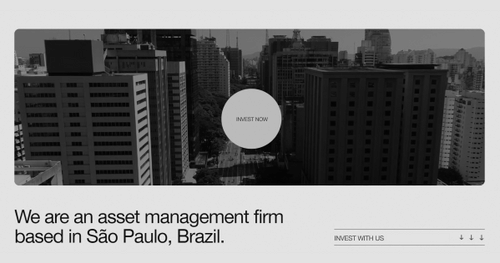 INVEST NOW
We are an asset management firm
based in São Paulo, Brazil.
INVEST WITH US ↓ ↓ ↓